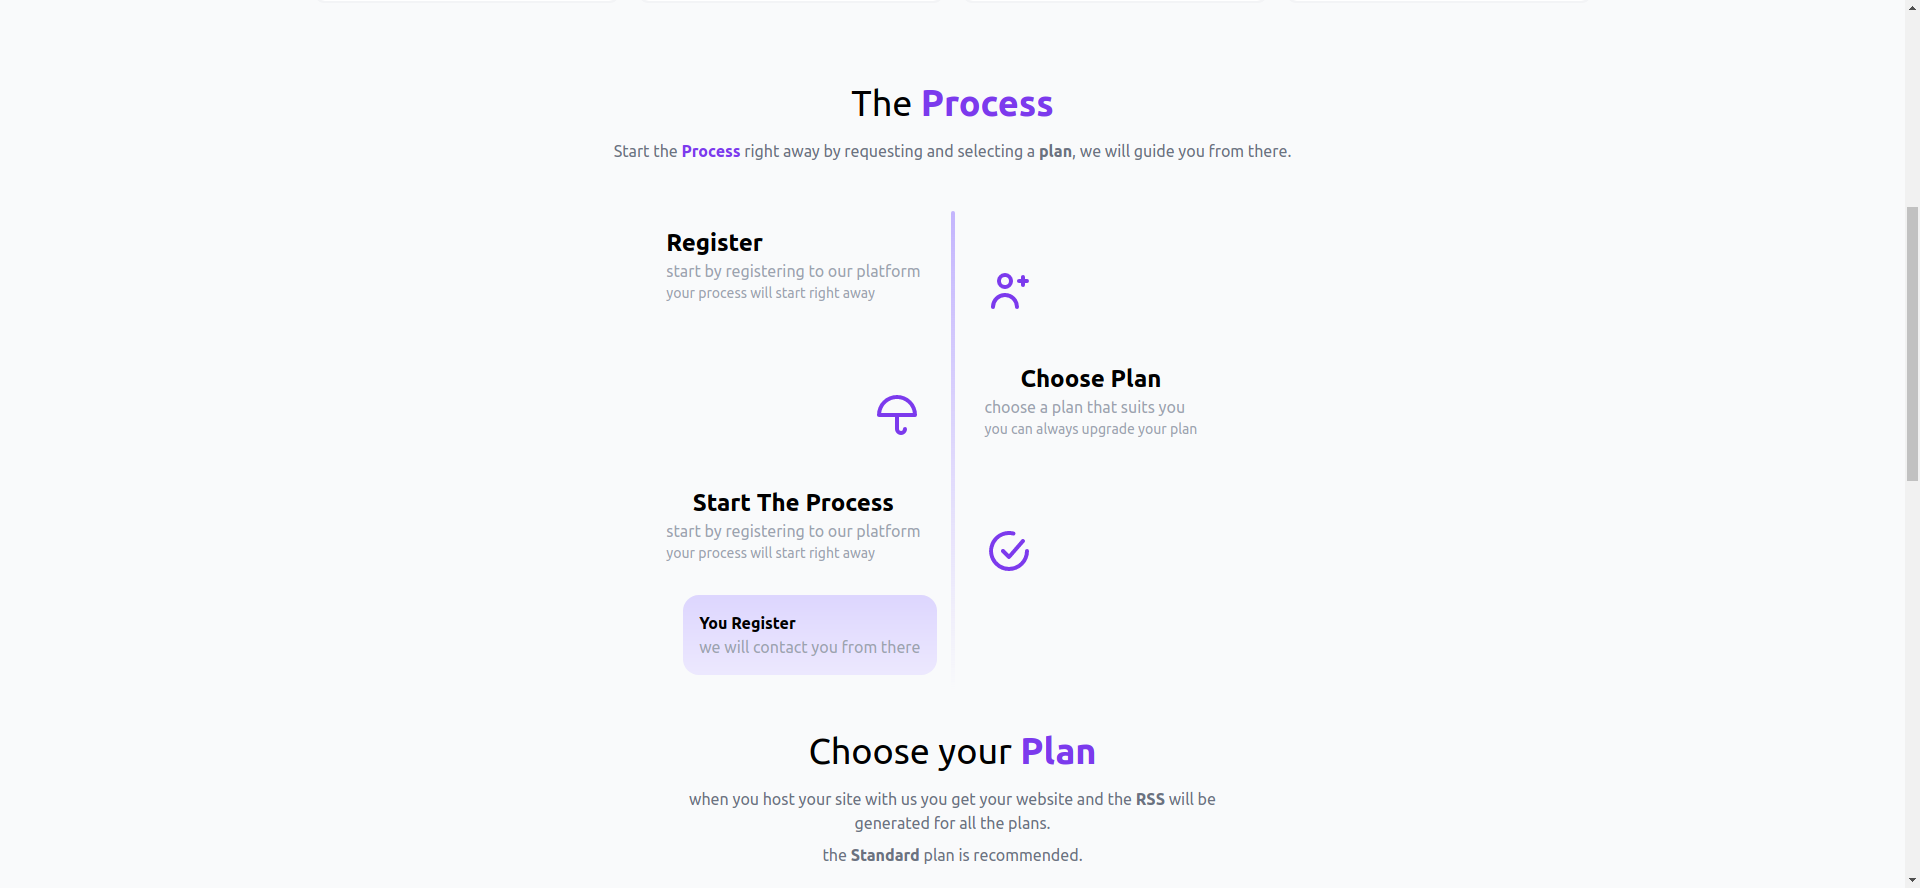 The Process
Start the Process right away by requesting and selecting a plan, we will guide you from there.
Register
start by registering to our platform
your process will start right away
Choose Plan
choose a plan that suits you
you can always upgrade your plan
Start The Process
start by registering to our platform
your process will start right away
You Register
we will contact you from there
Choose your Plan
when you host your site with us you get your website and the RSS will be
generated for all the plans.
the Standard plan is recommended.